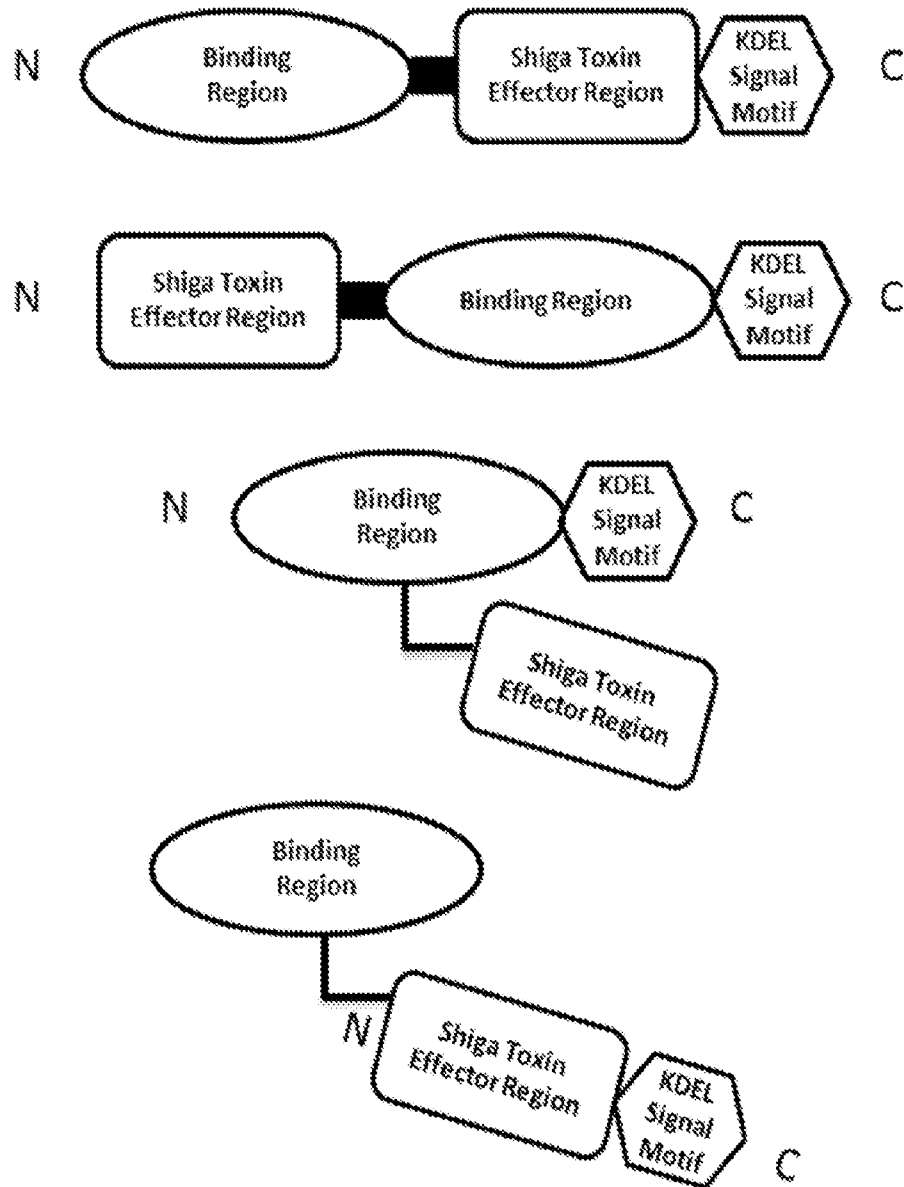 N
Binding
Region
Shiga Toxin
Effector Region
KDEL
Signal
Motif
C
N
Shiga Toxin
Effector Region
Binding Region
KDEL
Signal
Motif
C
N
Binding
Region
KDEL
Signal
Motif
C
Shiga Toxin
Effector Region
Binding
Region
N
Shiga Toxin
Effector Region
KDEL
Signal
Motif
C